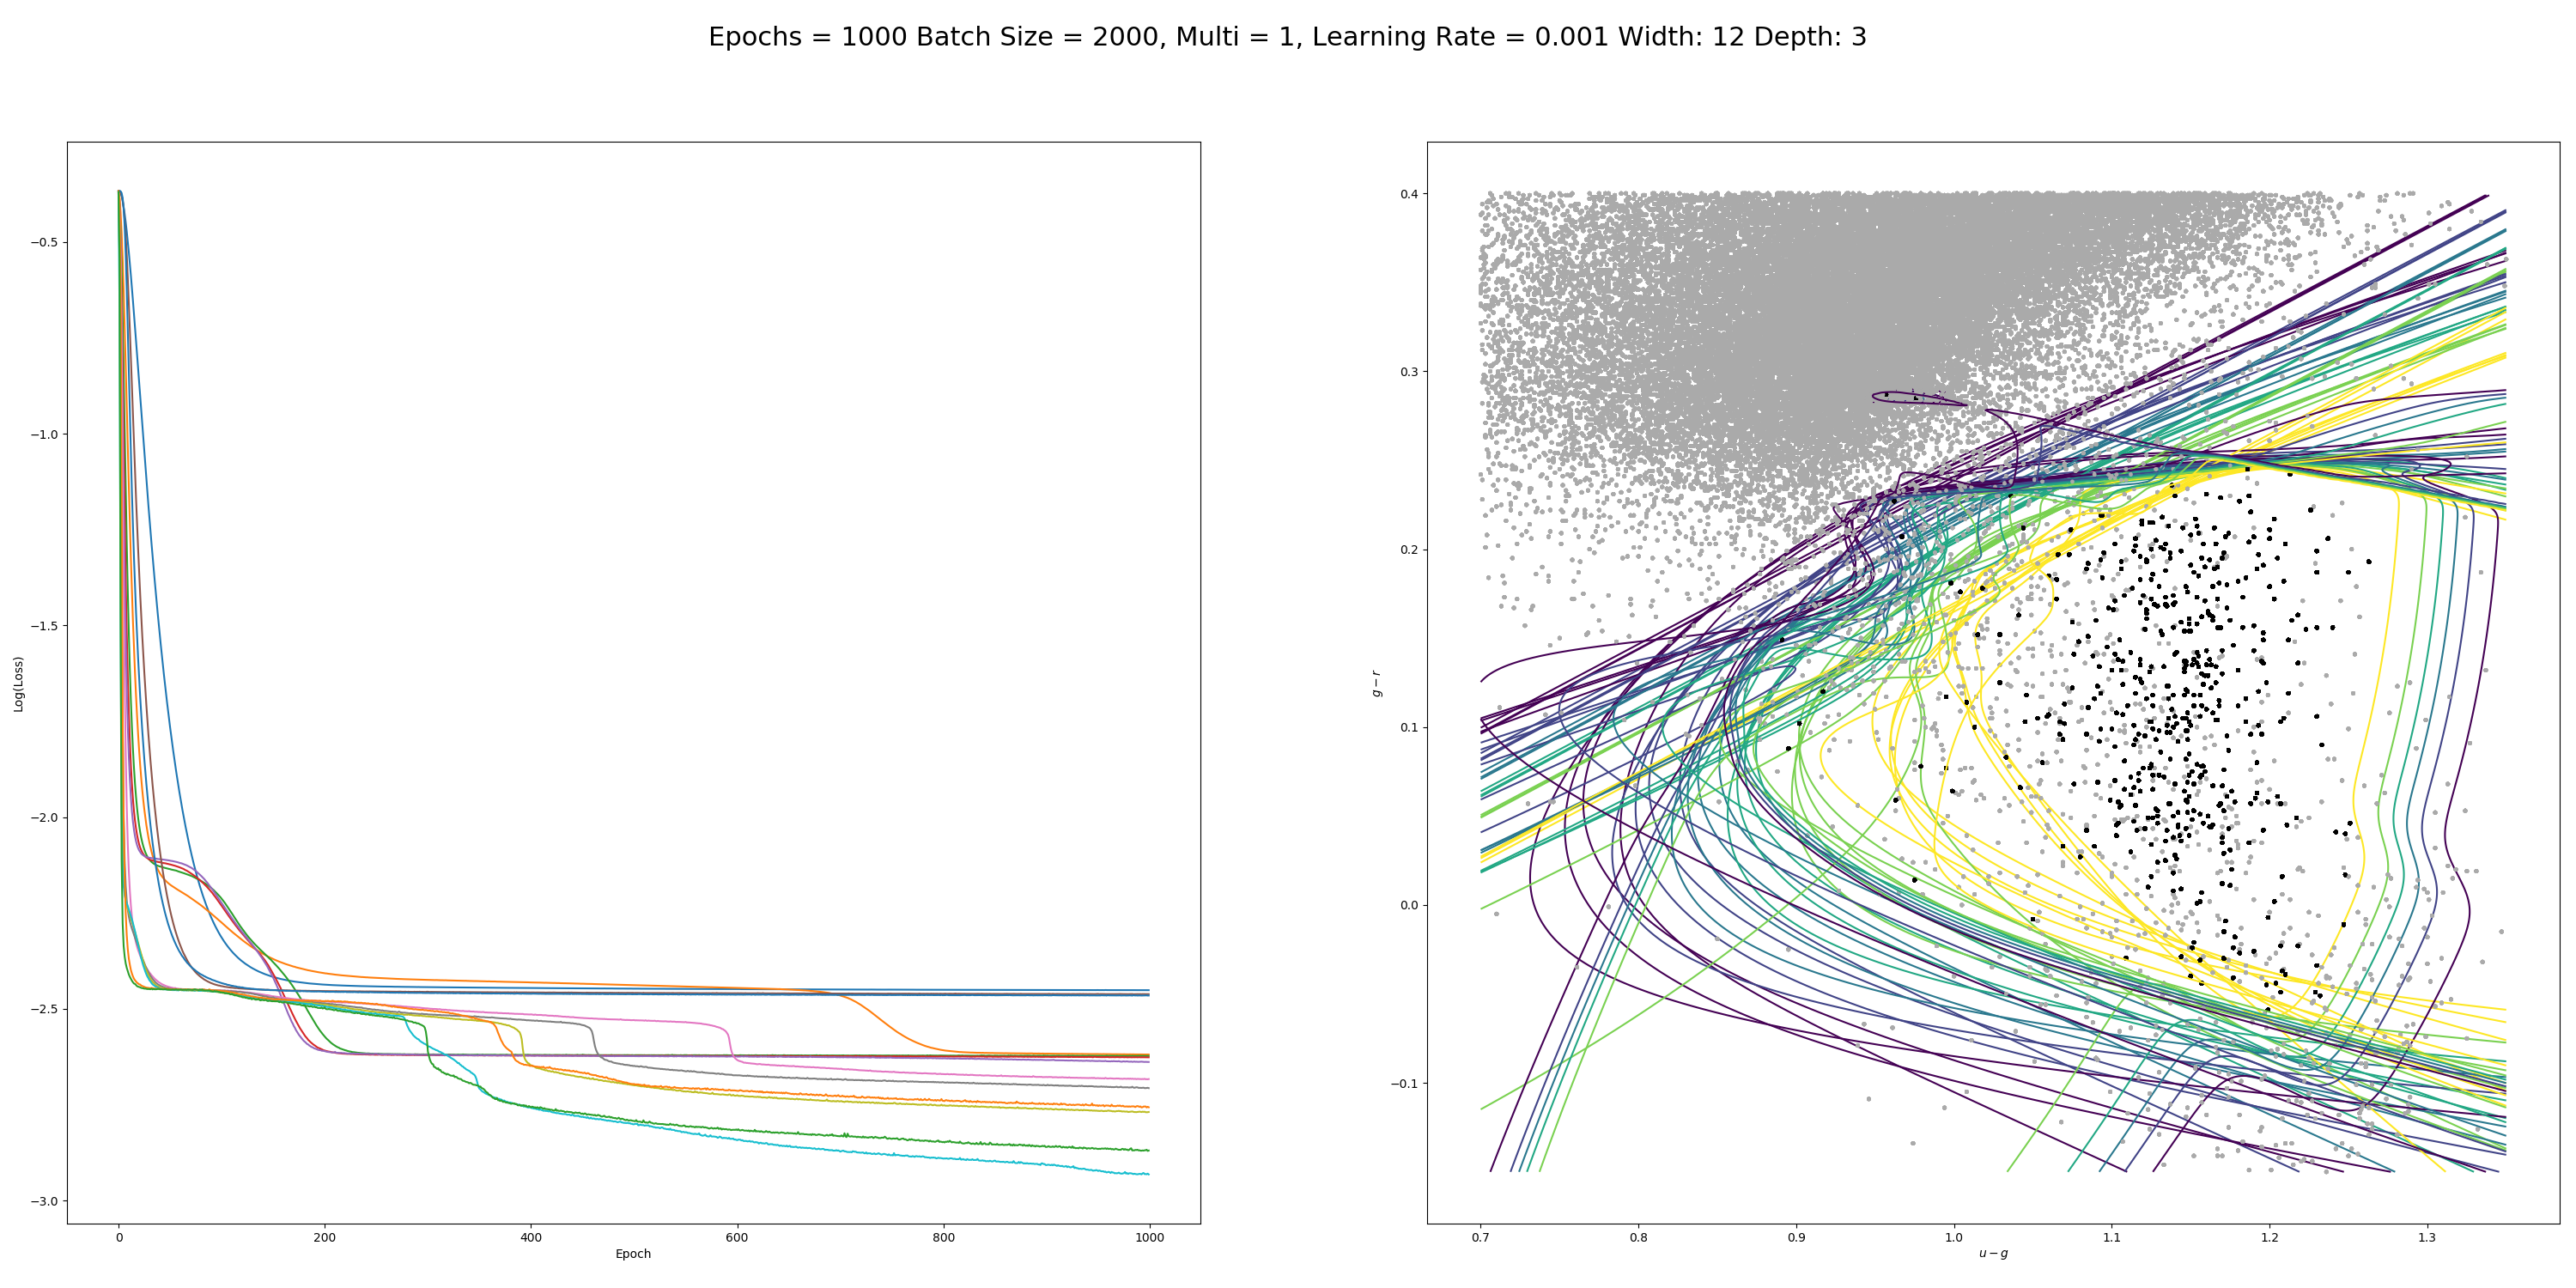 Epochs = 1000 Batch Size = 2000, Multi = 1, Learning Rate = 0.001 Width: 12 Depth: 3
Log(Loss)
−0.5
−1.0
−1.5
−2.0
−2.5
−3.0
0 200 400 600 800 1000
Epoch
g − r
0.4
0.3
0.2
0.1
0.0
−0.1
0.7 0.8 0.9 1.0 1.1 1.2 1.3
u − g